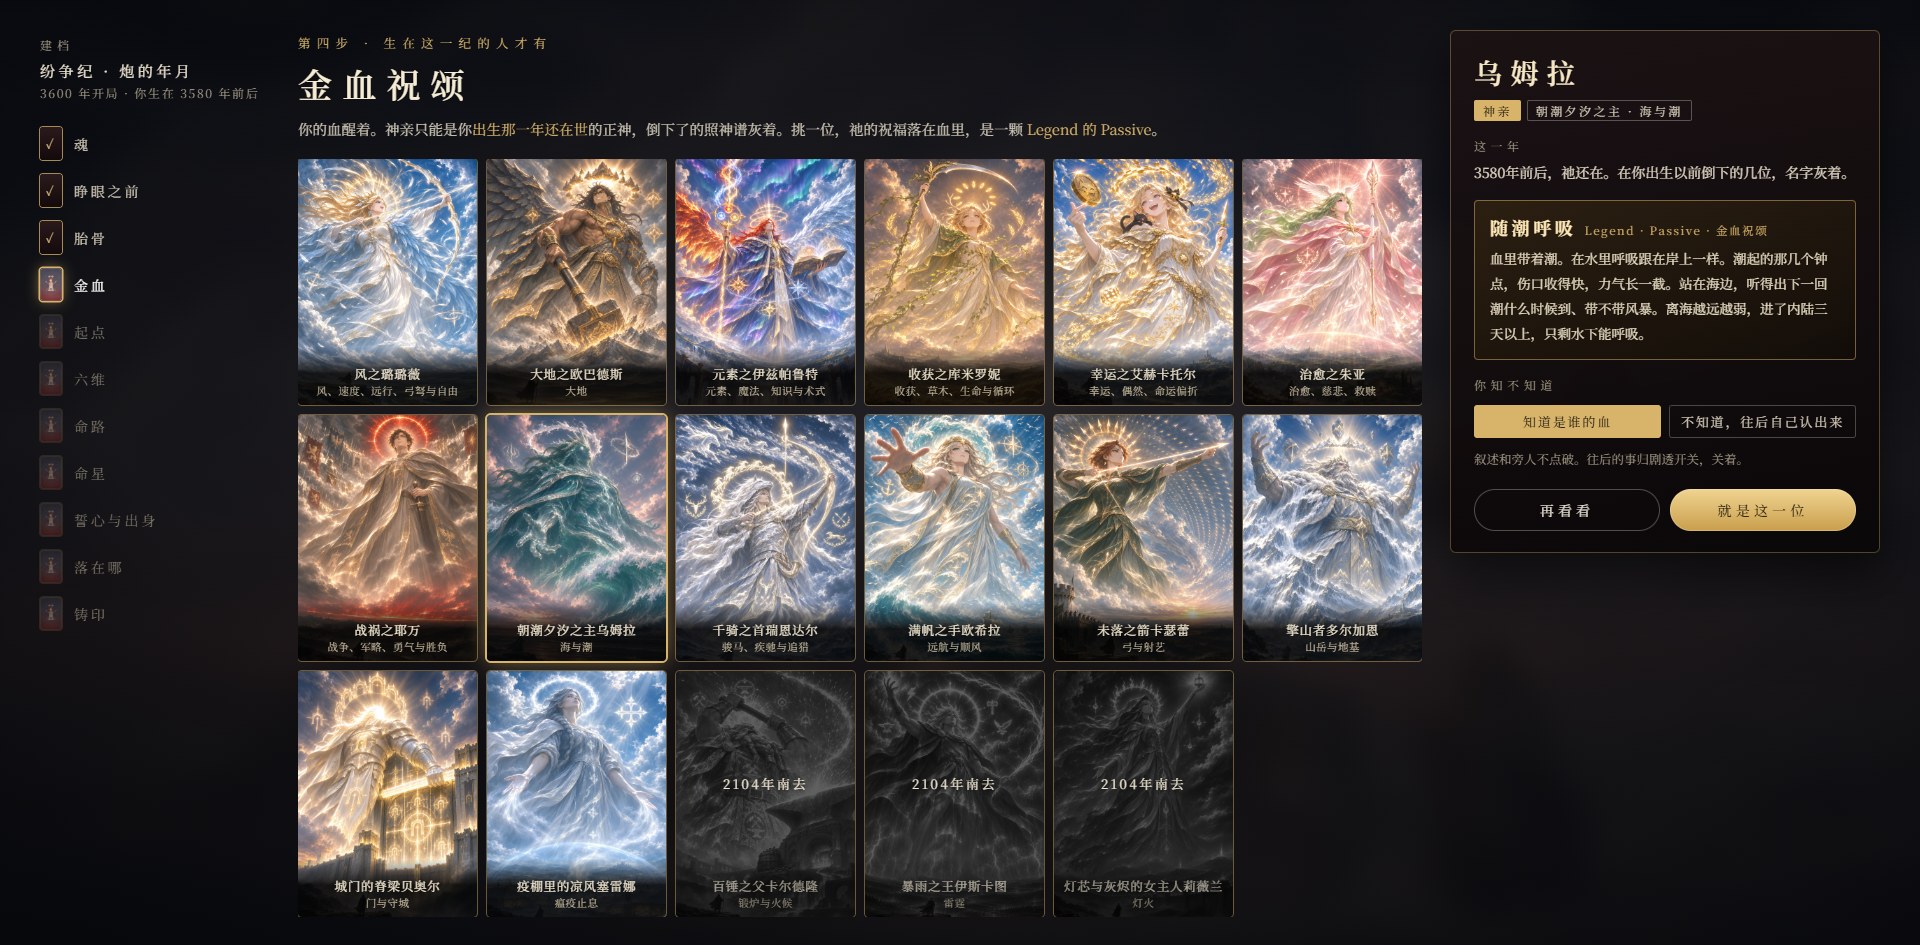 建档
纷争纪 · 炮的年月
3600 年开局 · 你生在 3580 年前后
魂
睁眼之前
胎骨
金血
起点
六维
命路
命星
誓心与出身
落在哪
铸印
第四步 · 生在这一纪的人才有
金血祝颂
你的血醒着。神亲只能是你出生那一年还在世的正神，倒下了的照神谱灰着。挑一位，祂的祝福落在血里，是一颗 Legend 的 Passive。
风之璐璐薇
风、速度、远行、弓弩与自由
大地之欧巴德斯
大地
元素之伊兹帕鲁特
元素、魔法、知识与术式
收获之库米罗妮
收获、草木、生命与循环
幸运之艾赫卡托尔
幸运、偶然、命运偏折
治愈之朱亚
治愈、慈悲、救赎
战祸之耶万
战争、军略、勇气与胜负
朝潮夕汐之主乌姆拉
海与潮
千骑之首瑞恩达尔
骏马、疾驰与追猎
满帆之手欧希拉
远航与顺风
未落之箭卡瑟蕾
弓与射艺
擎山者多尔加恩
山岳与地基
城门的脊梁贝奥尔
门与守城
疫棚里的凉风塞雷娜
瘟疫止息
2104年南去
百锤之父卡尔德隆
锻炉与火候
2104年南去
暴雨之王伊斯卡图
雷霆
2104年南去
灯芯与灰烬的女主人莉薇兰
灯火
乌姆拉
神亲
朝潮夕汐之主 · 海与潮
这一年
3580年前后，祂还在。在你出生以前倒下的几位，名字灰着。
随潮呼吸 Legend · Passive · 金血祝颂
血里带着潮。在水里呼吸跟在岸上一样。潮起的那几个钟
点，伤口收得快，力气长一截。站在海边，听得出下一回
潮什么时候到、带不带风暴。离海越远越弱，进了内陆三
天以上，只剩水下能呼吸。
你知不知道
知道是谁的血
不知道，往后自己认出来
叙述和旁人不点破。往后的事归剧透开关，关着。
再看看
就是这一位